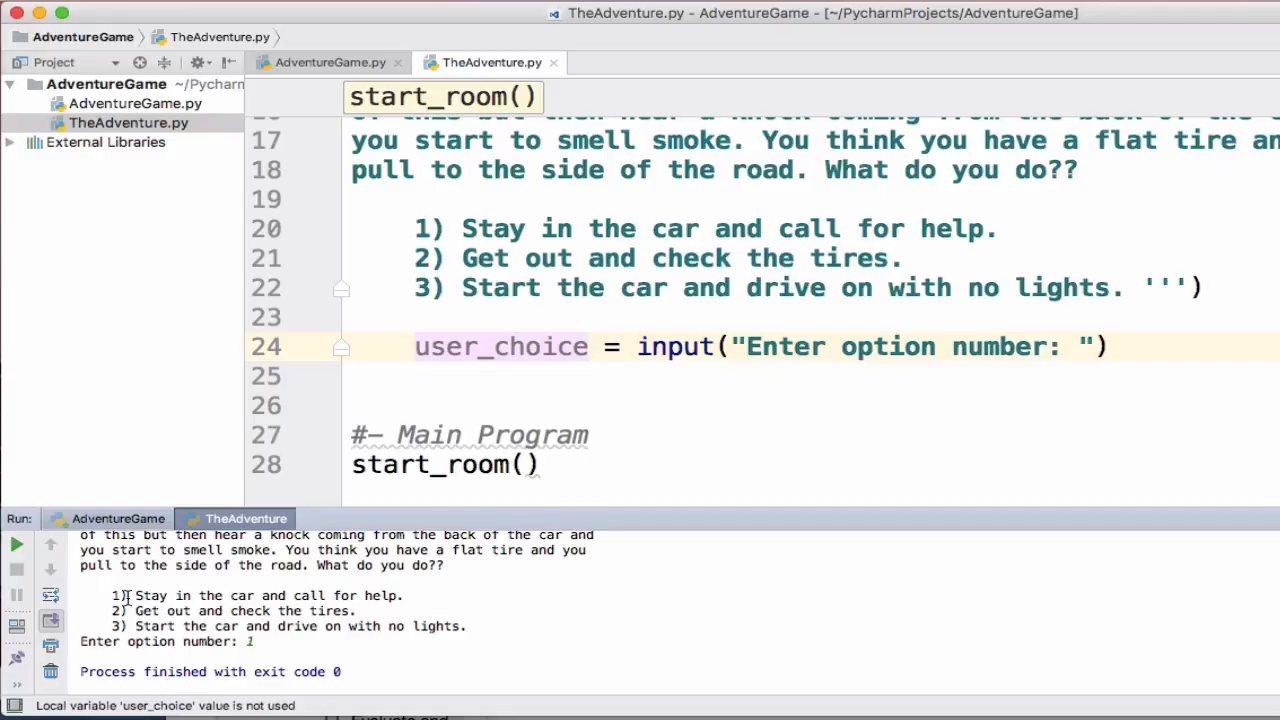 TheAdventure.py - AdventureGame - [~/PycharmProjects/AdventureGame]
AdventureGame
TheAdventure.py
Project
AdventureGame.py
TheAdventure.py
AdventureGame ~/Pycharm
AdventureGame.py
TheAdventure.py
External Libraries
start_room()
17 you start to smell smoke. You think you have a flat tire an
18 pull to the side of the road. What do you do??
19
20 1) Stay in the car and call for help.
21 2) Get out and check the tires.
22 3) Start the car and drive on with no lights. ''')
23
24 user_choice = input("Enter option number: ")
25
26
27 #- Main Program
28 start_room()
Run: AdventureGame TheAdventure
of this but then hear a knock coming from the back of the car and
you start to smell smoke. You think you have a flat tire and you
pull to the side of the road. What do you do??
1) Stay in the car and call for help.
2) Get out and check the tires.
3) Start the car and drive on with no lights.
Enter option number: 1
Process finished with exit code 0
Local variable 'user_choice' value is not used